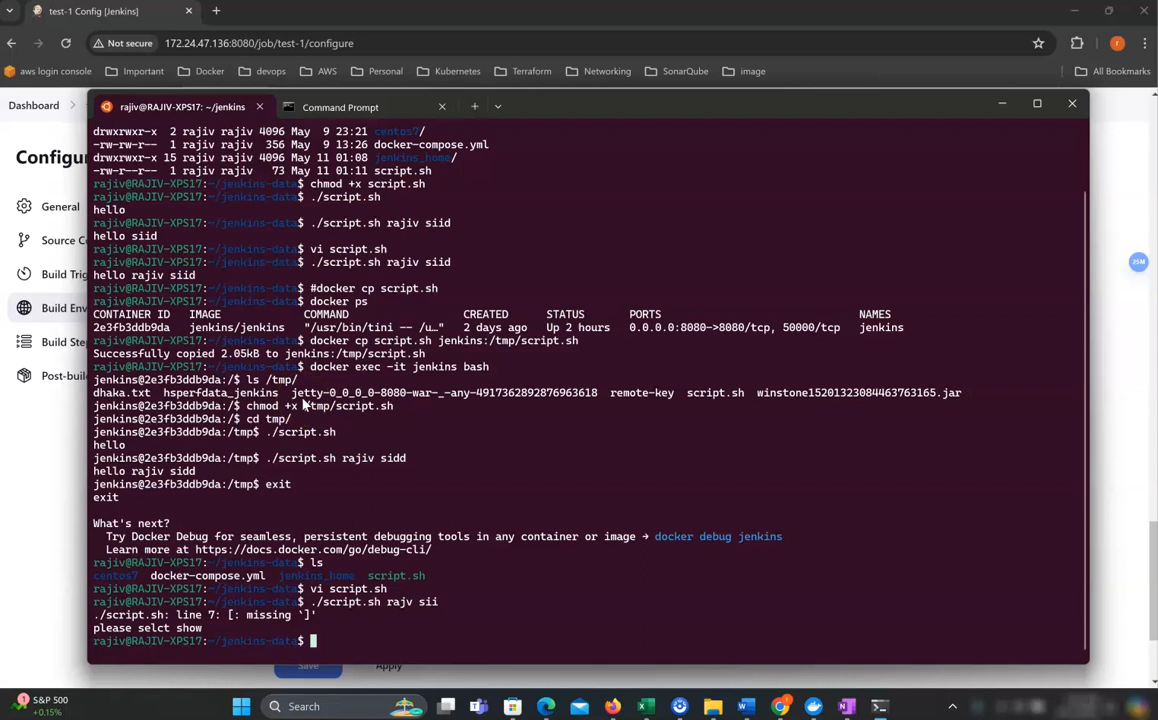 test-1 Config [Jenkins]
Not secure 172.24.47.136:8080/job/test-1/configure
aws login console Important Docker devops AWS Personal Kubernetes Terraform Networking SonarQube image All Bookmarks
Dashboard
Configu
General
Source C
Build Trig
Build Env
Build Ste
Post-buil
rajiv@RAJIV-XPS17: ~/jenkins Command Prompt
drwxrwxr-x 2 rajiv rajiv 4096 May 9 23:21 centos7/
-rw-rw-r-- 1 rajiv rajiv 356 May 9 13:26 docker-compose.yml
drwxrwxr-x 15 rajiv rajiv 4096 May 11 01:08 jenkins_home/
-rw-r--r-- 1 rajiv rajiv 73 May 11 01:11 script.sh
rajiv@RAJIV-XPS17:~/jenkins-data$ chmod +x script.sh
rajiv@RAJIV-XPS17:~/jenkins-data$ ./script.sh
hello
rajiv@RAJIV-XPS17:~/jenkins-data$ ./script.sh rajiv siid
hello siid
rajiv@RAJIV-XPS17:~/jenkins-data$ vi script.sh
rajiv@RAJIV-XPS17:~/jenkins-data$ ./script.sh rajiv siid
hello rajiv siid
rajiv@RAJIV-XPS17:~/jenkins-data$ #docker cp script.sh
rajiv@RAJIV-XPS17:~/jenkins-data$ docker ps
CONTAINER ID IMAGE COMMAND CREATED STATUS PORTS NAMES
2e3fb3ddb9da jenkins/jenkins "/usr/bin/tini -- /u…" 2 days ago Up 2 hours 0.0.0.0:8080->8080/tcp, 50000/tcp jenkins
rajiv@RAJIV-XPS17:~/jenkins-data$ docker cp script.sh jenkins:/tmp/script.sh
Successfully copied 2.05kB to jenkins:/tmp/script.sh
rajiv@RAJIV-XPS17:~/jenkins-data$ docker exec -it jenkins bash
jenkins@2e3fb3ddb9da:/$ ls /tmp/
dhaka.txt hsperfdata_jenkins jetty-0_0_0_0-8080-war-_-any-4917362892876963618 remote-key script.sh winstone15201323084463763165.jar
jenkins@2e3fb3ddb9da:/$ chmod +x /tmp/script.sh
jenkins@2e3fb3ddb9da:/$ cd tmp/
jenkins@2e3fb3ddb9da:/tmp$ ./script.sh
hello
jenkins@2e3fb3ddb9da:/tmp$ ./script.sh rajiv sidd
hello rajiv sidd
jenkins@2e3fb3ddb9da:/tmp$ exit
exit
What's next?
Try Docker Debug for seamless, persistent debugging tools in any container or image → docker debug jenkins
Learn more at https://docs.docker.com/go/debug-cli/
rajiv@RAJIV-XPS17:~/jenkins-data$ ls
centos7 docker-compose.yml jenkins_home script.sh
rajiv@RAJIV-XPS17:~/jenkins-data$ vi script.sh
rajiv@RAJIV-XPS17:~/jenkins-data$ ./script.sh rajv sii
./script.sh: line 7: [: missing `]'
please selct show
rajiv@RAJIV-XPS17:~/jenkins-data$
Save Apply
25M
S&P 500
+0.15%
Search